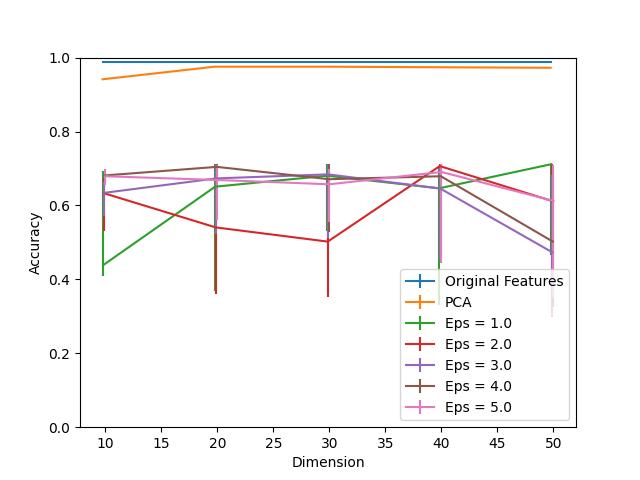 1.0
0.8
0.6
0.4
0.2
0.0
Accuracy
10
15
20
25
30
35
40
45
50
Dimension
Original Features
PCA
Eps = 1.0
Eps = 2.0
Eps = 3.0
Eps = 4.0
Eps = 5.0